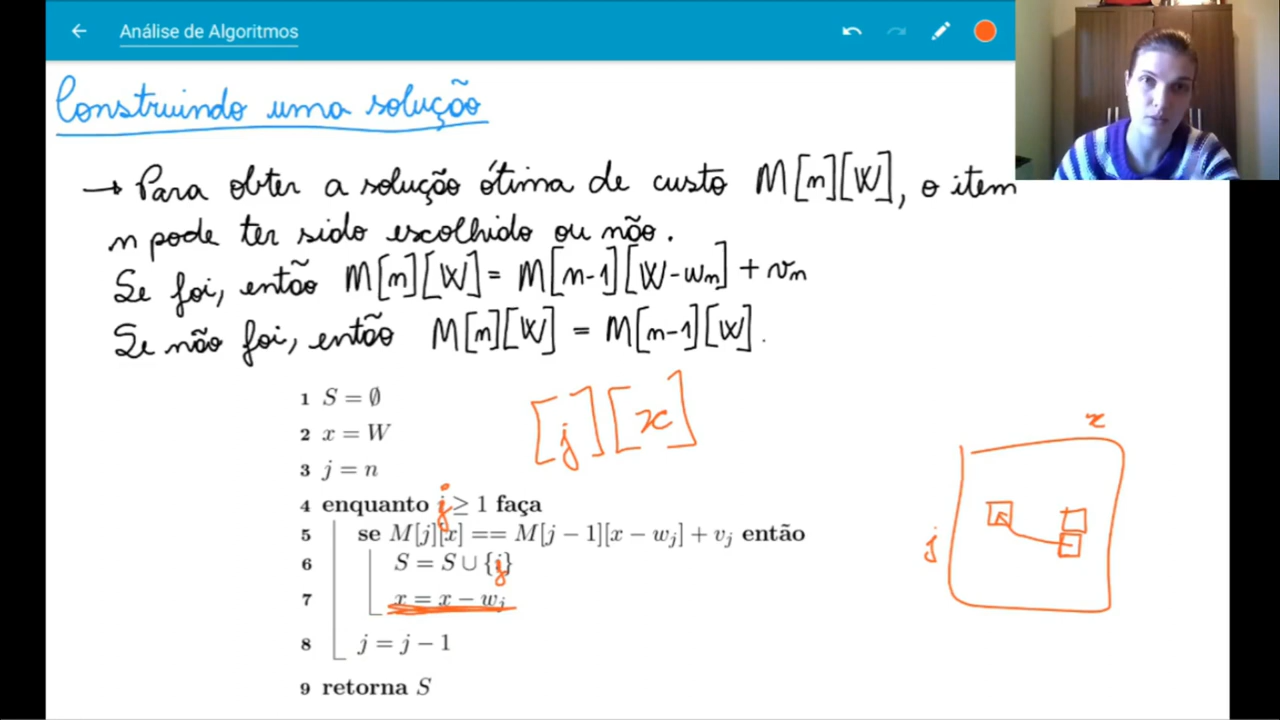 Análise de Algoritmos
Construindo uma solução
→ Para obter a solução ótima de custo M[n][W], o item
n pode ter sido escolhido ou não.
Se foi, então M[n][W] = M[n-1][W-wn] + vn
Se não foi, então M[n][W] = M[n-1][W].
[j][x]
x
j
1 S = ∅
2 x = W
3 j = n
4 enquanto j ≥ 1 faça
5 se M[j][x] == M[j − 1][x − wj] + vj então
6 S = S ∪ {j}
7 x = x − wj
8 j = j − 1
9 retorna S